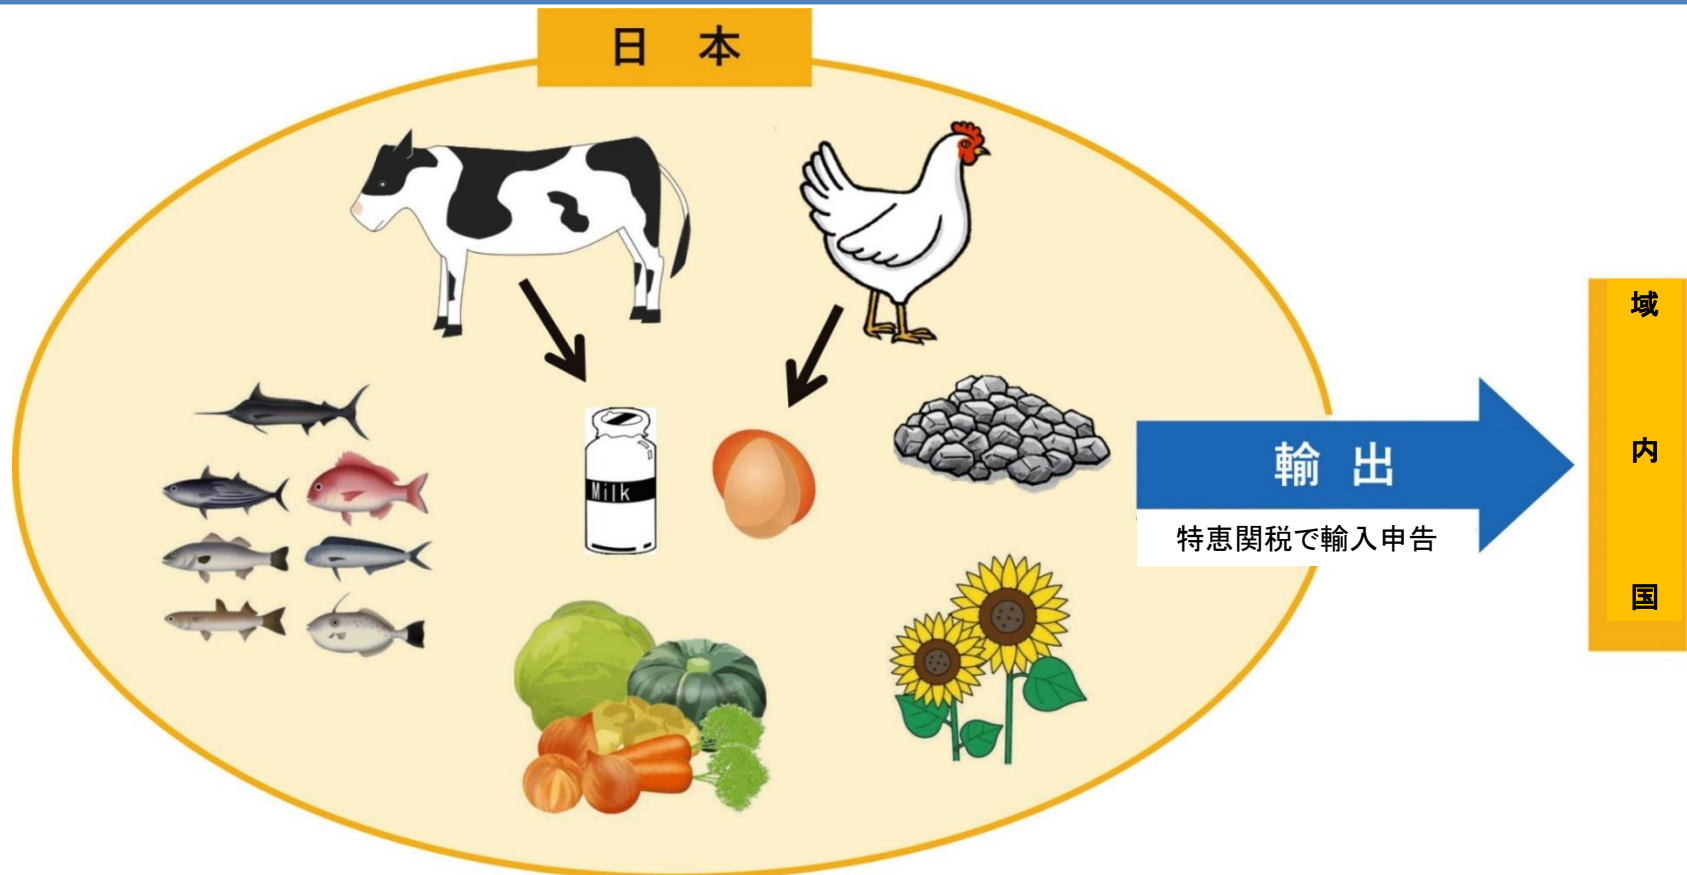 日 本
Milk
輸 出
特恵関税で輸入申告
域
内
国